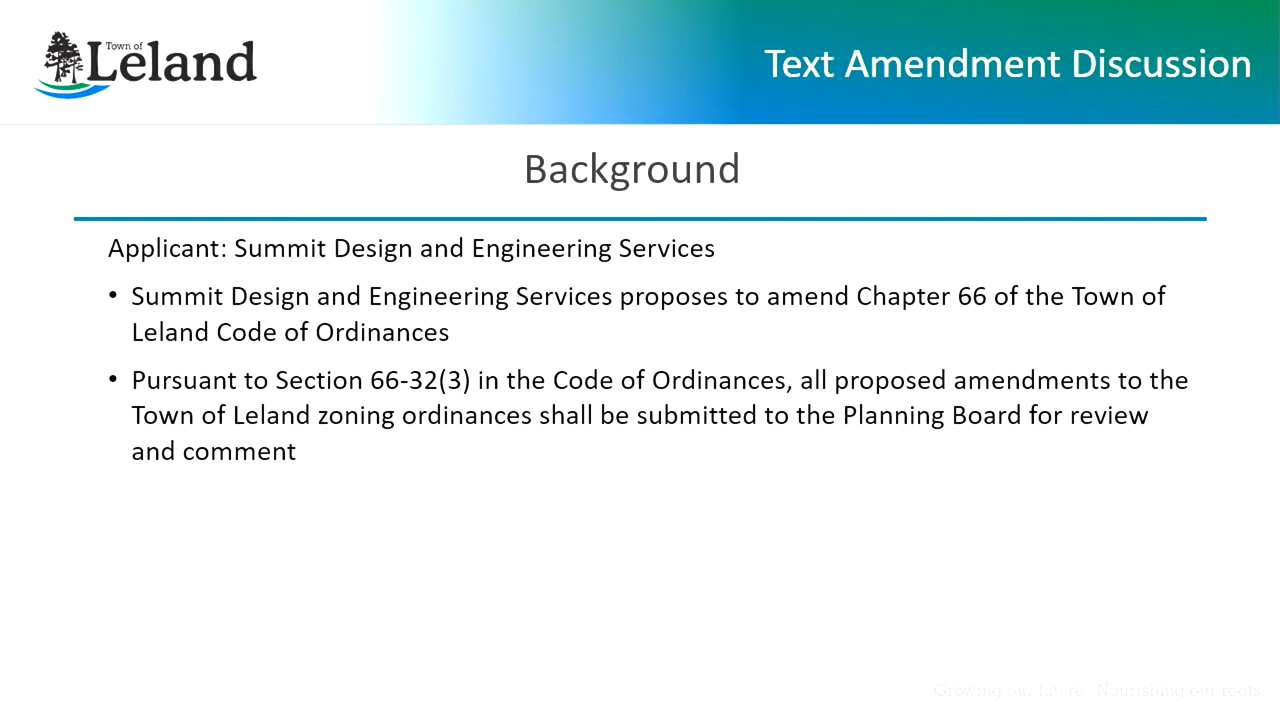 Town of
Leland
Text Amendment Discussion
Background
Applicant: Summit Design and Engineering Services
• Summit Design and Engineering Services proposes to amend Chapter 66 of the Town of
Leland Code of Ordinances
• Pursuant to Section 66-32(3) in the Code of Ordinances, all proposed amendments to the
Town of Leland zoning ordinances shall be submitted to the Planning Board for review
and comment
Growing our future. Nourishing our roots.